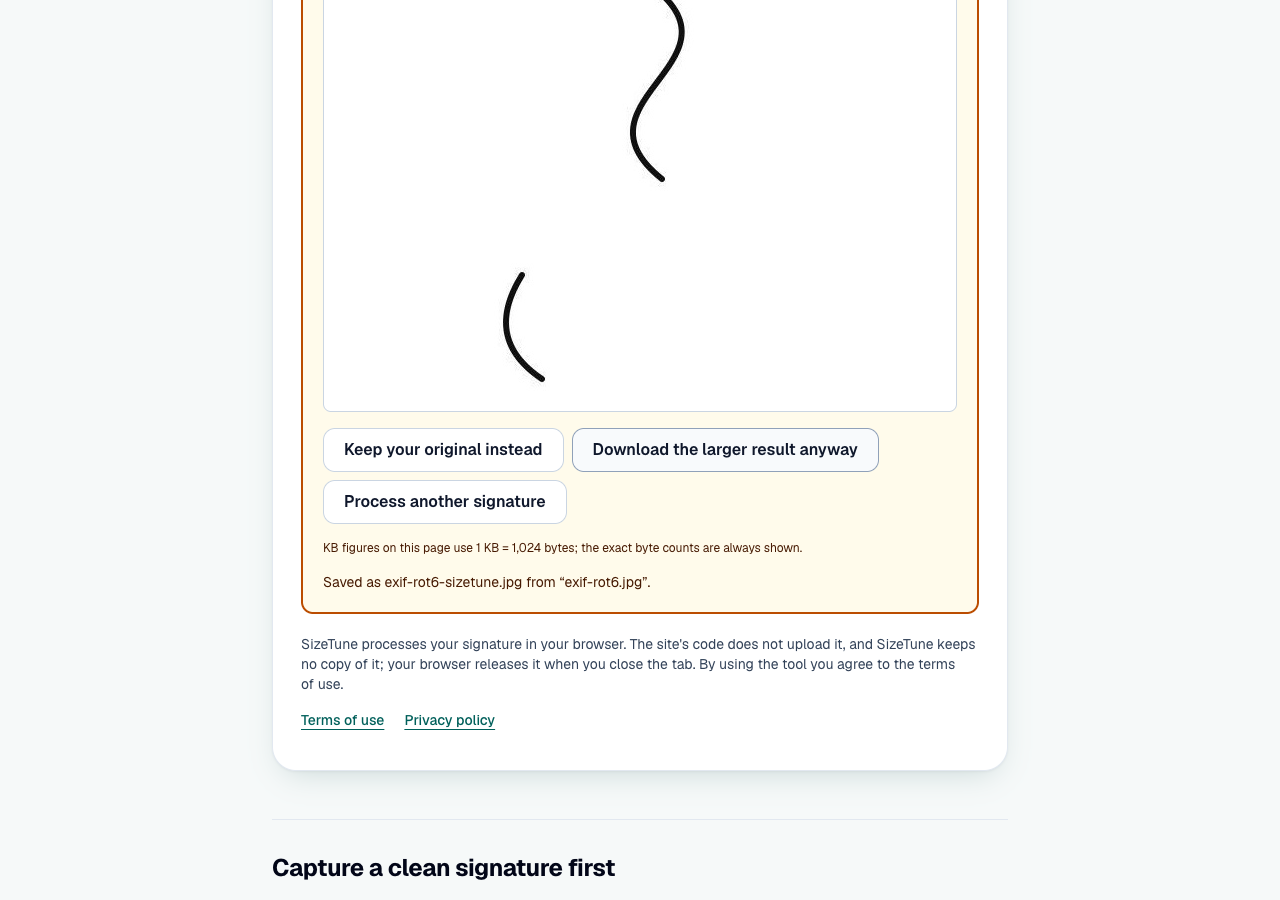 Keep your original instead
Download the larger result anyway
Process another signature
KB figures on this page use 1 KB = 1,024 bytes; the exact byte counts are always shown.
Saved as exif-rot6-sizetune.jpg from “exif-rot6.jpg”.
SizeTune processes your signature in your browser. The site's code does not upload it, and SizeTune keeps
no copy of it; your browser releases it when you close the tab. By using the tool you agree to the terms
of use.
Terms of use
Privacy policy
Capture a clean signature first